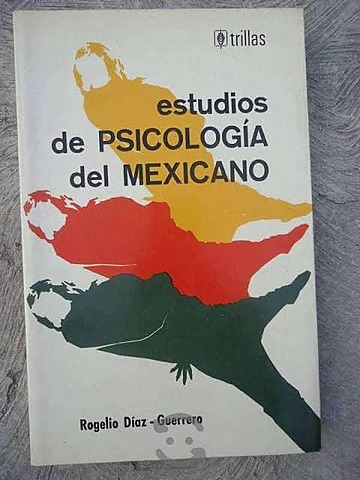 trillas
estudios
de PSICOLOGÍA
del MEXICANO
Rogelio Díaz-Guerrero